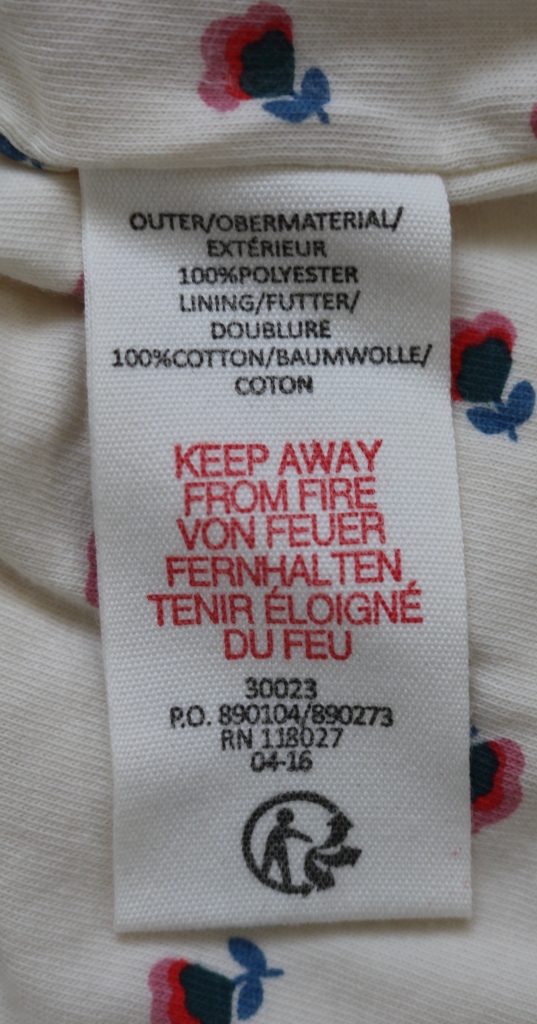 OUTER/OBERMATERIAL/
EXTÉRIEUR
100%POLYESTER
LINING/FUTTER/
DOUBLURE
100%COTTON/BAUMWOLLE/
COTON
KEEP AWAY
FROM FIRE
VON FEUER
FERNHALTEN
TENIR ÉLOIGNÉ
DU FEU
30023
P.O. 890104/890273
RN 118027
04-16